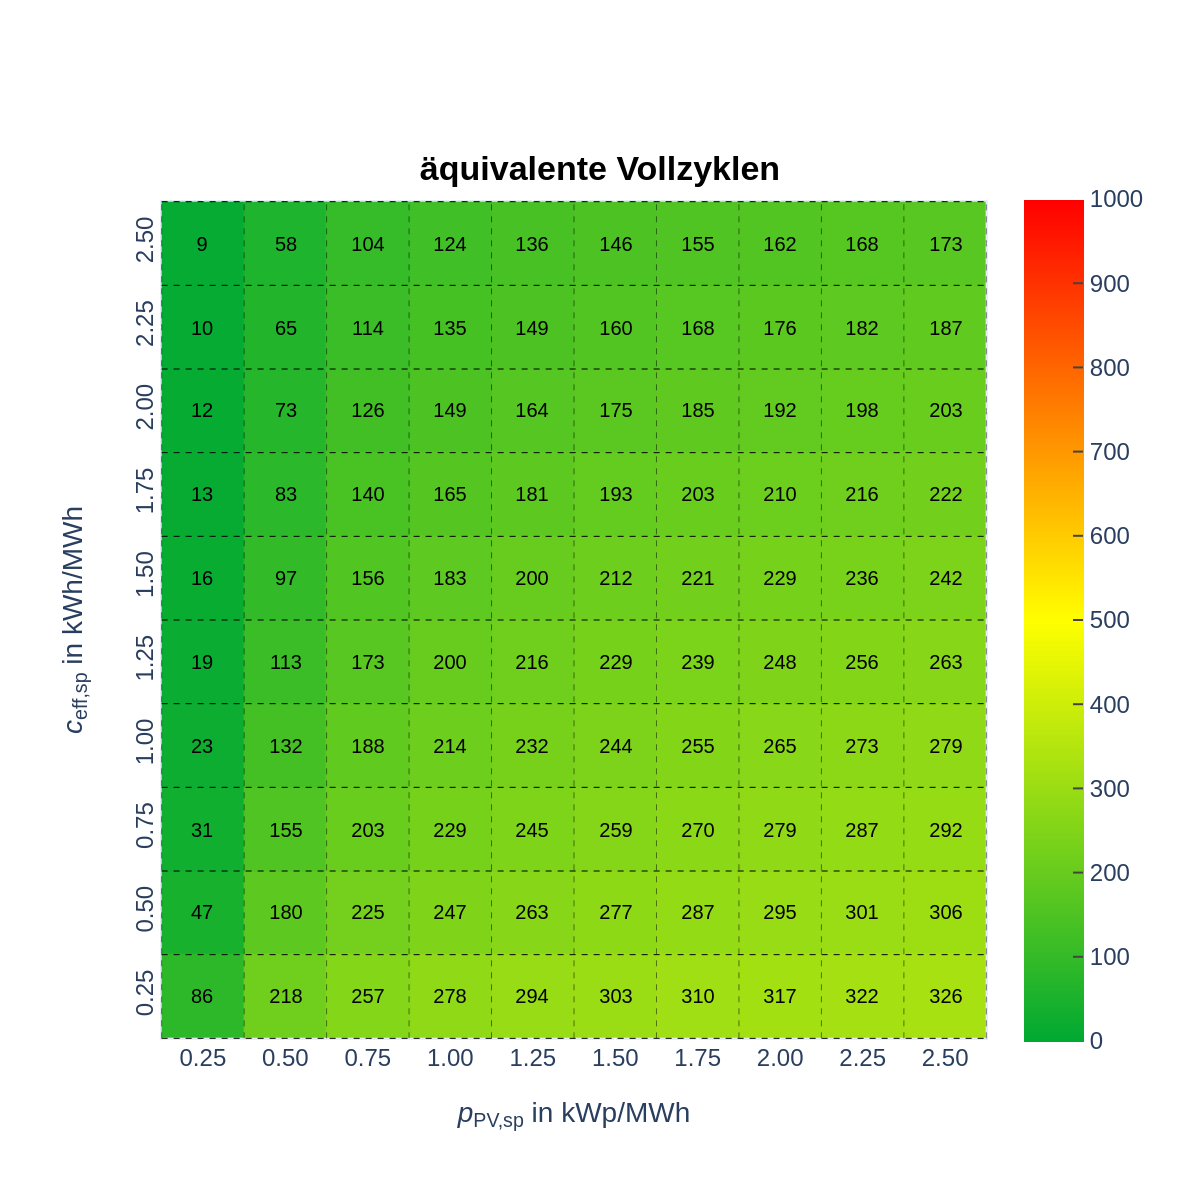 äquivalente Vollzyklen
2.50 9 58 104 124 136 146 155 162 168 173
2.25 10 65 114 135 149 160 168 176 182 187
2.00 12 73 126 149 164 175 185 192 198 203
1.75 13 83 140 165 181 193 203 210 216 222
1.50 16 97 156 183 200 212 221 229 236 242
1.25 19 113 173 200 216 229 239 248 256 263
1.00 23 132 188 214 232 244 255 265 273 279
0.75 31 155 203 229 245 259 270 279 287 292
0.50 47 180 225 247 263 277 287 295 301 306
0.25 86 218 257 278 294 303 310 317 322 326
0.25 0.50 0.75 1.00 1.25 1.50 1.75 2.00 2.25 2.50
pPV,sp in kWp/MWh
ceff,sp in kWh/MWh
1000
900
800
700
600
500
400
300
200
100
0